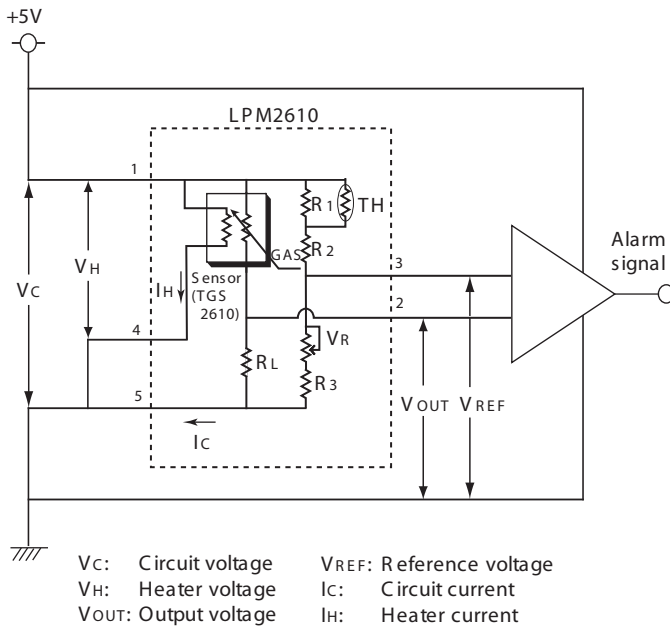 +5V
LPM2610
1
R1
TH
GAS
R2
Sensor
(TGS
2610)
3
2
Alarm
signal
VC
VH
IH
4
VR
RL
R3
5
IC
VOUT
VREF
VC: Circuit voltage
VH: Heater voltage
VOUT: Output voltage
VREF: Reference voltage
IC: Circuit current
IH: Heater current